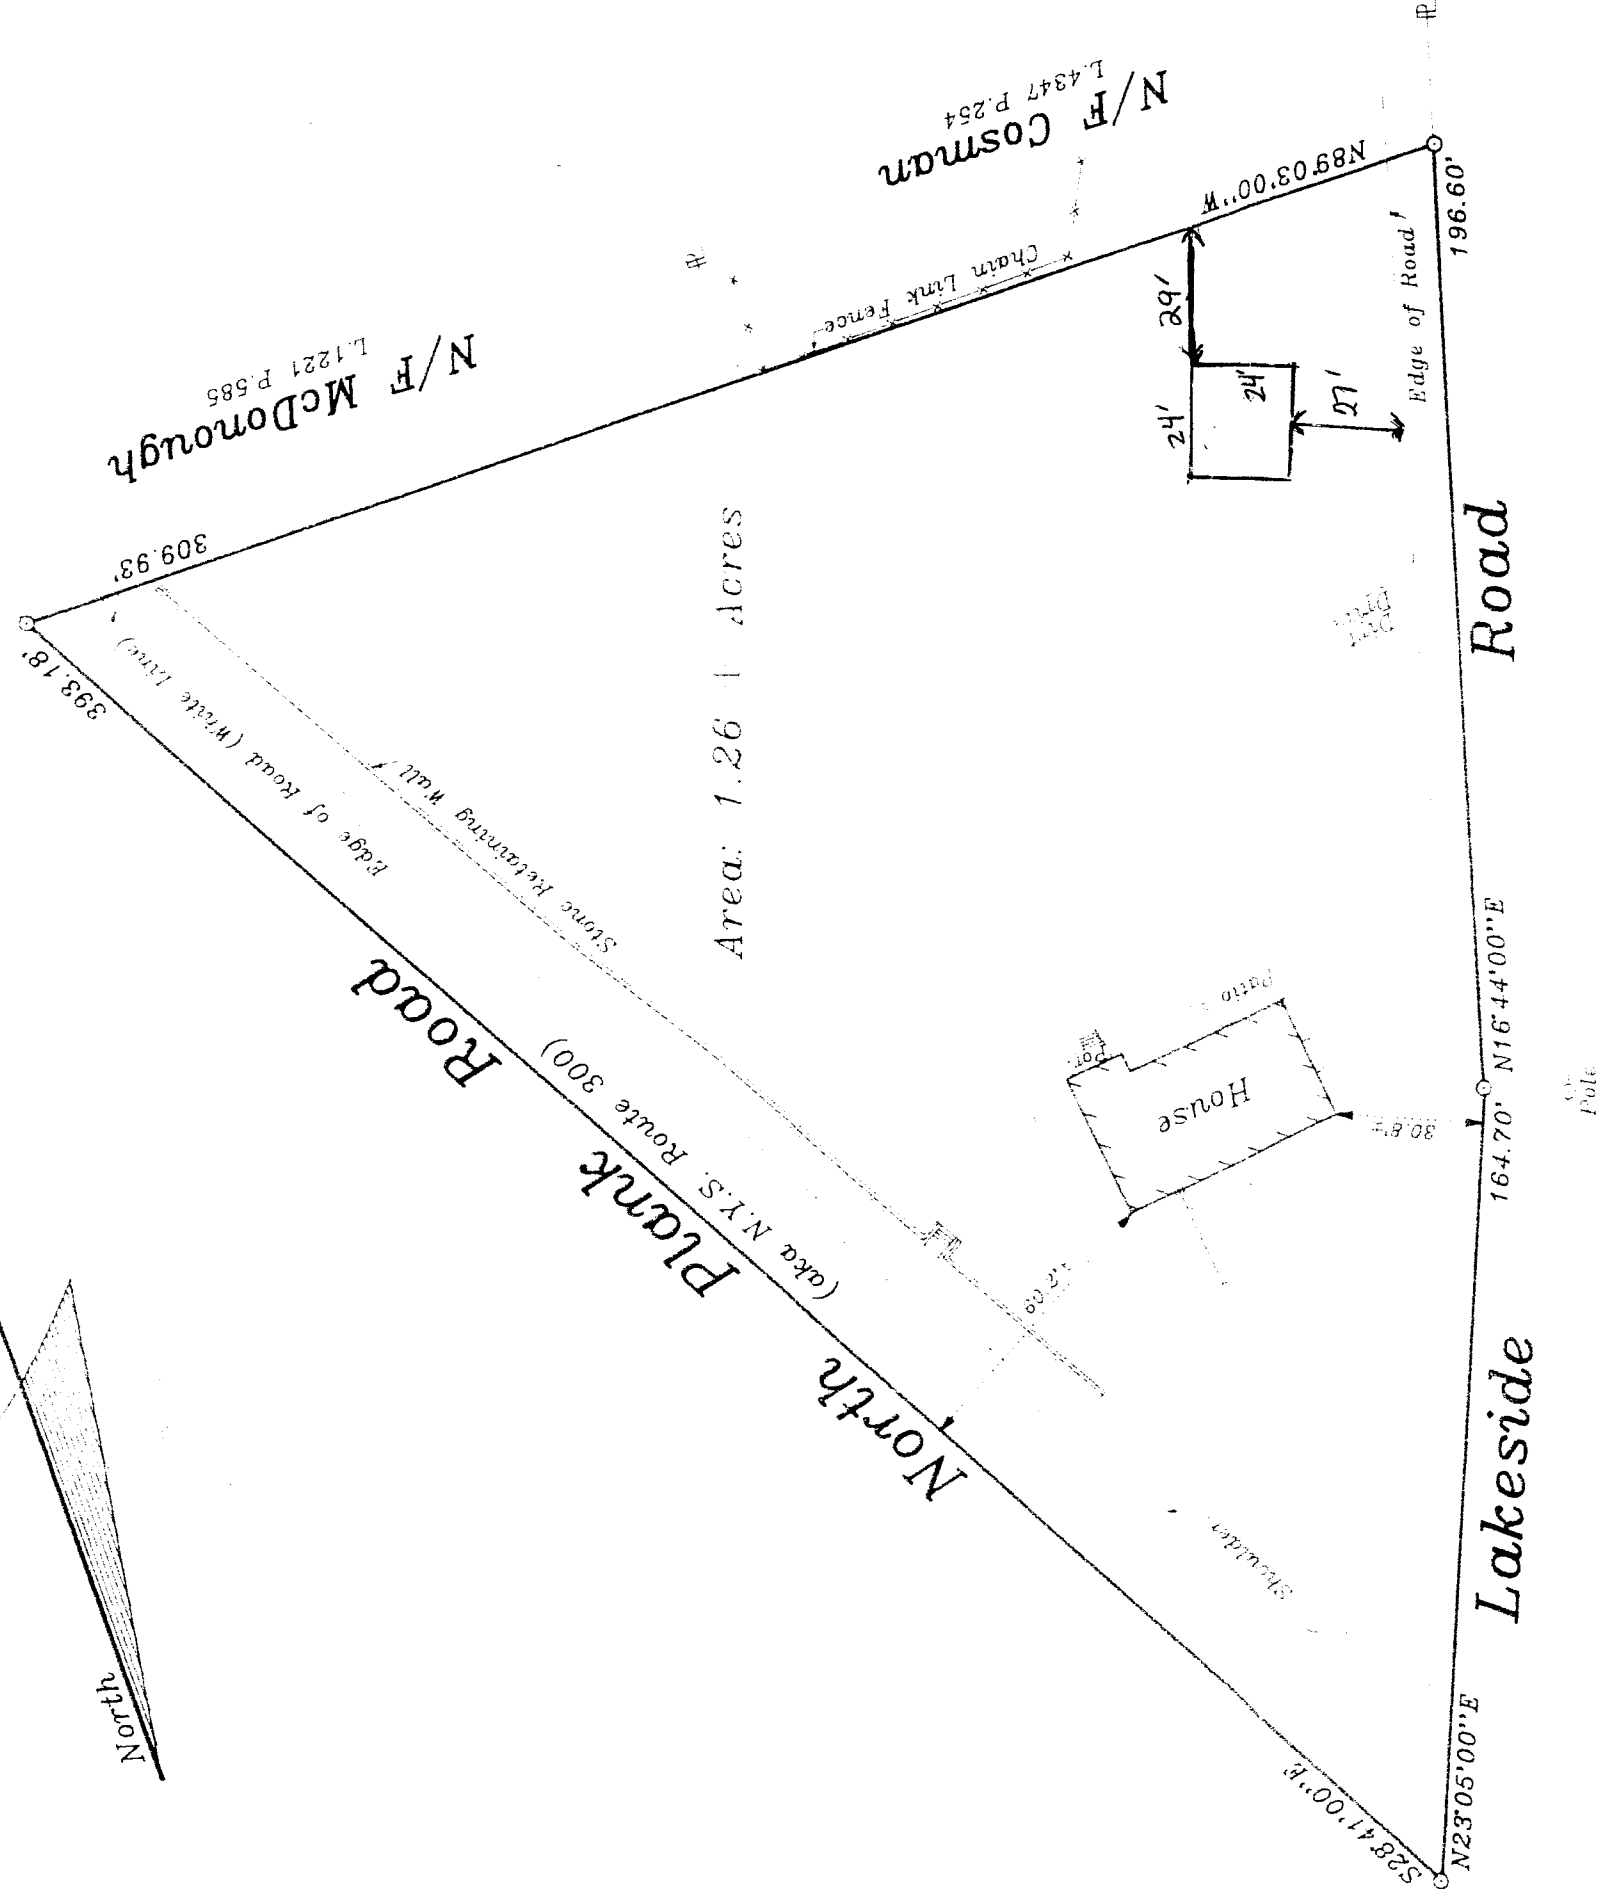 N/F Cosman
L.4347 P.254
N/F McDonough
L.1221 P.585
N89°03'00"W
309.93'
Chain Link Fence
196.60'
Edge of Road
29'
24'
24'
27'
393.18'
Edge of Road (White Line)
Stone Retaining Wall
Area: 1.26 ± Acres
North Plank Road
(aka N.Y.S. Route 300)
Lakeside Road
N16°44'00"E
164.70'
Pole
Patio
House
30.8'±
Shoulder
S28°41'00"E
N23°05'00"E
North